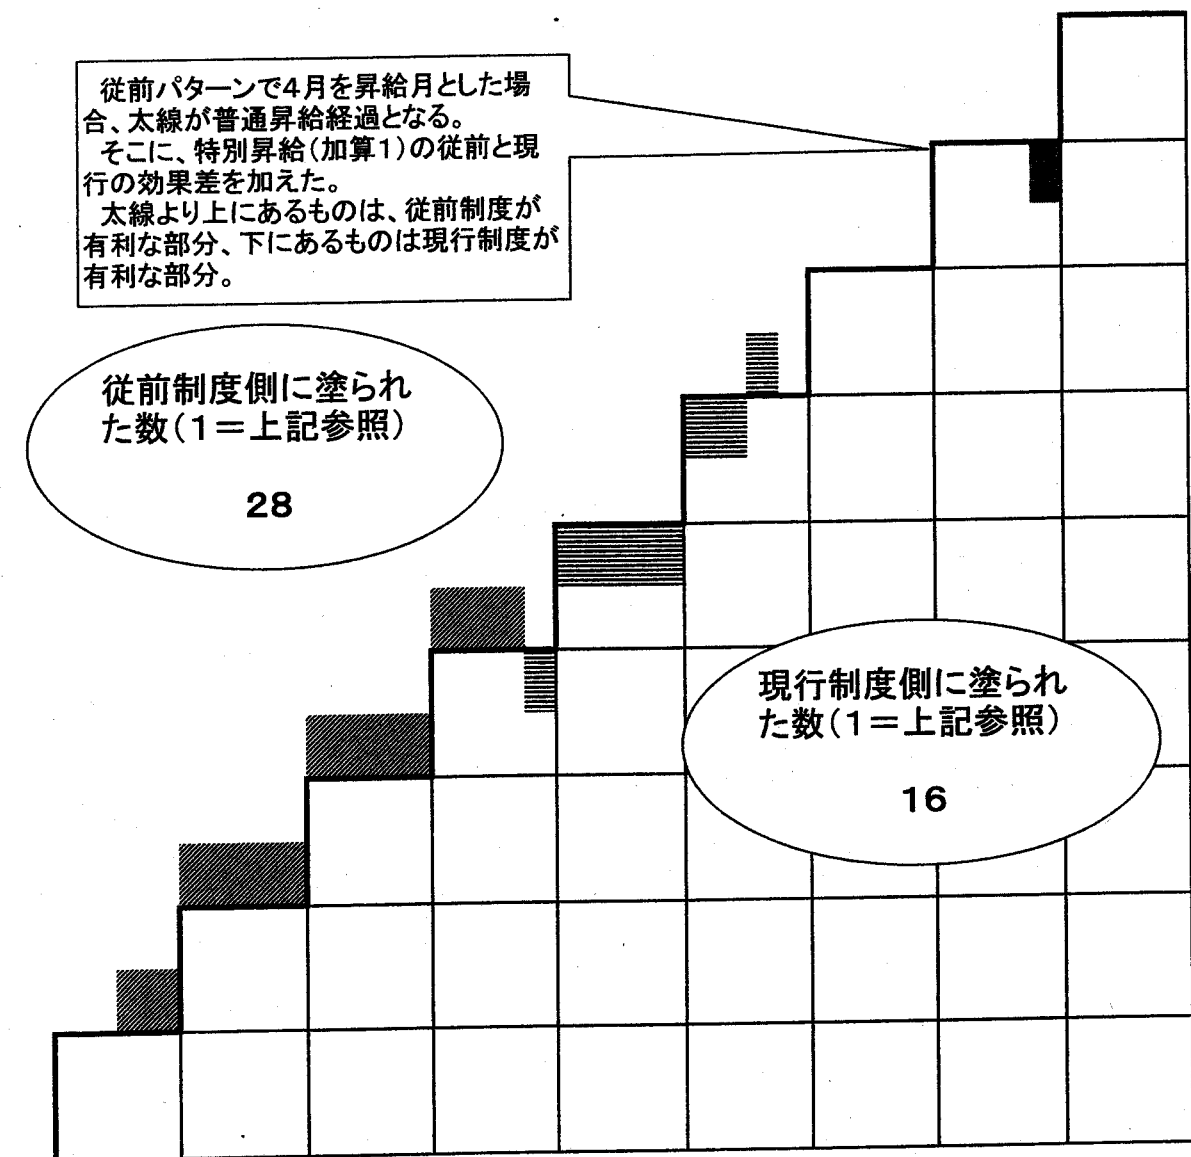 従前パターンで4月を昇給月とした場
合、太線が普通昇給経過となる。
そこに、特別昇給(加算1)の従前と現
行の効果差を加えた。
太線より上にあるものは、従前制度が
有利な部分、下にあるものは現行制度が
有利な部分。
従前制度側に塗られ
た数(1=上記参照)
28
現行制度側に塗られ
た数(1=上記参照)
16